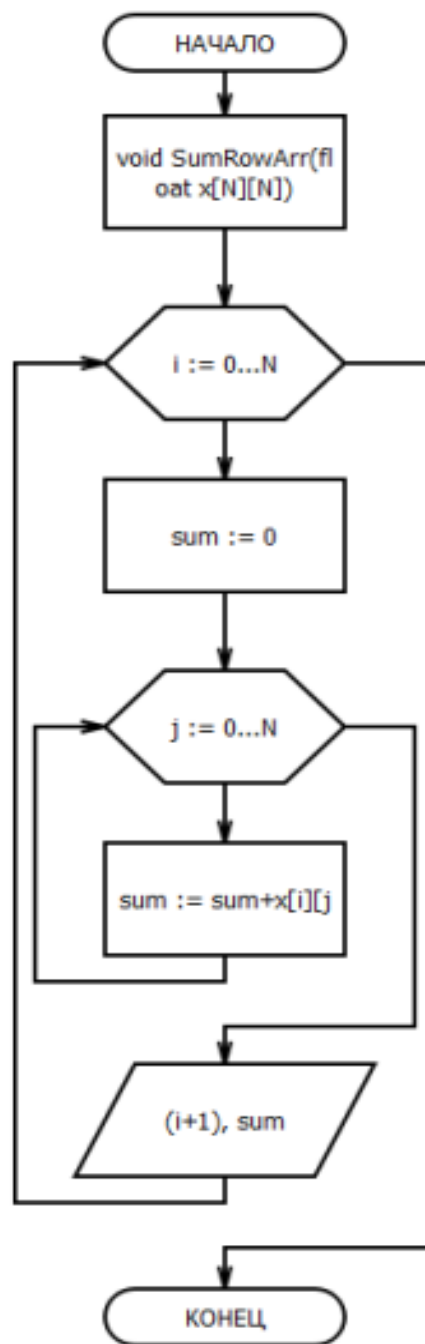 НАЧАЛО
void SumRowArr(fl
oat x[N][N])
i := 0...N
sum := 0
j := 0...N
sum := sum+x[i][j
(i+1), sum
КОНЕЦ